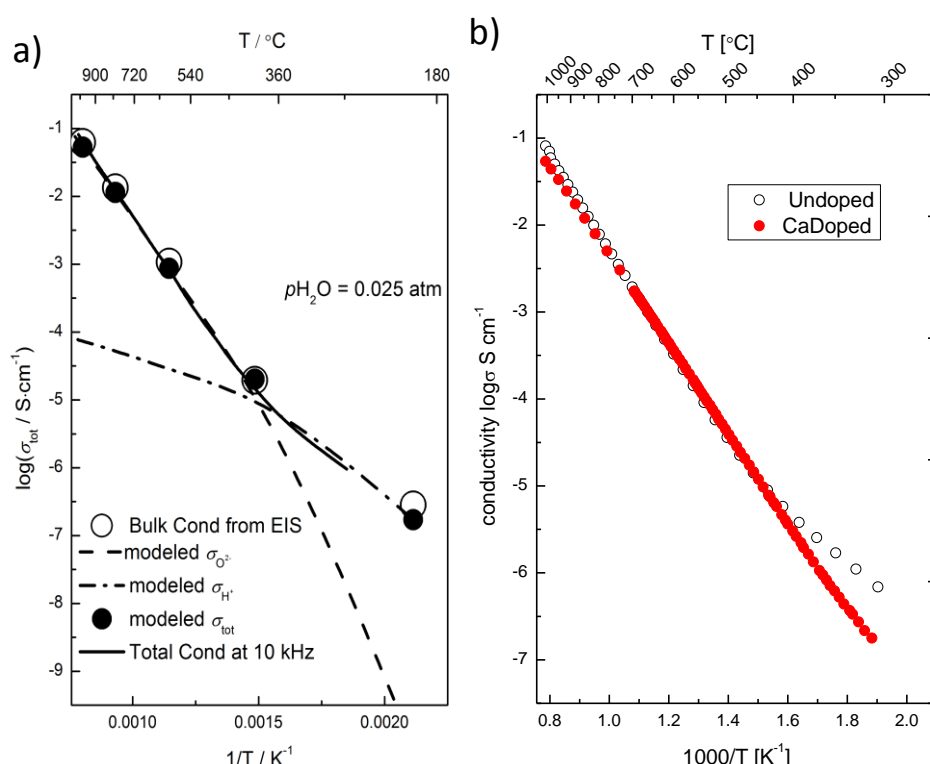 a)
T / °C
900 720 540 360 180
-1
-2
-3
-4
-5
-6
-7
-8
-9
log(σtot / S·cm-1)
pH2O = 0.025 atm
Bulk Cond from EIS
modeled σO2-
modeled σH+
modeled σtot
Total Cond at 10 kHz
0.0010 0.0015 0.0020
1/T / K-1
b)
T [°C]
1000 900 800 700 600 500 400 300
-1
-2
-3
-4
-5
-6
-7
conductivity logσ S cm-1
Undoped
CaDoped
0.8 1.0 1.2 1.4 1.6 1.8 2.0
1000/T [K-1]